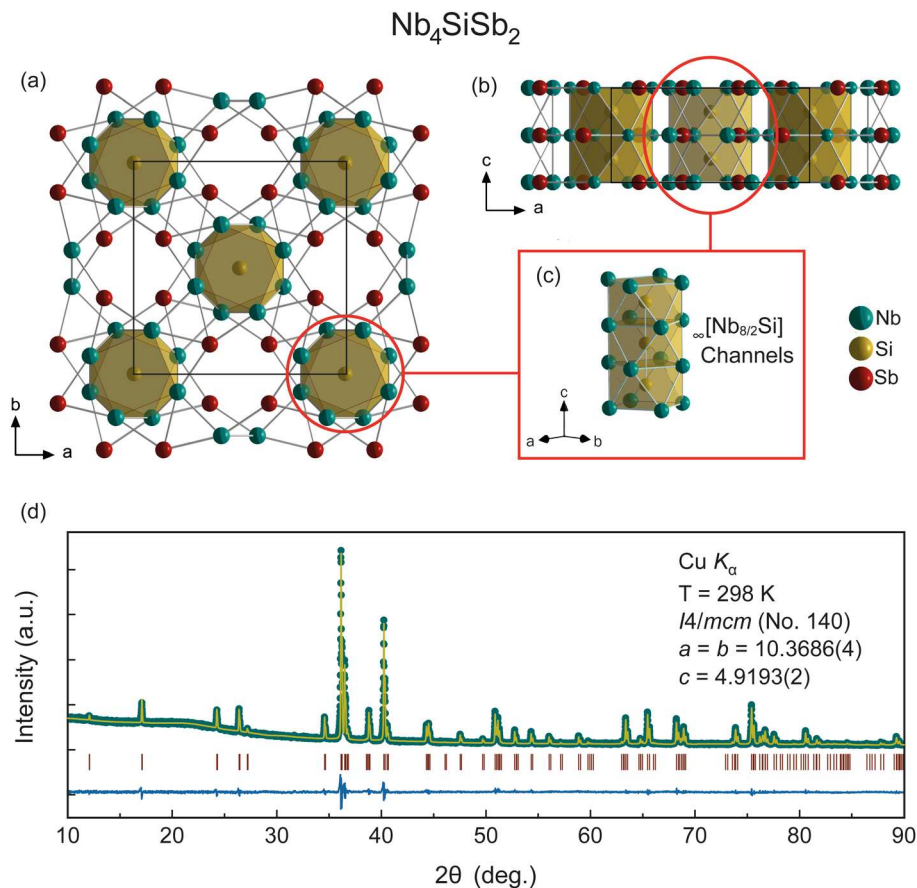 Nb₄SiSb₂
(a)
b
a
(b)
c
a
(c)
∞[Nb₈/₂Si]
Channels
c
a
b
Nb
Si
Sb
(d)
Intensity (a.u.)
Cu Kα
T = 298 K
I4/mcm (No. 140)
a = b = 10.3686(4)
c = 4.9193(2)
10 20 30 40 50 60 70 80 90
2θ (deg.)